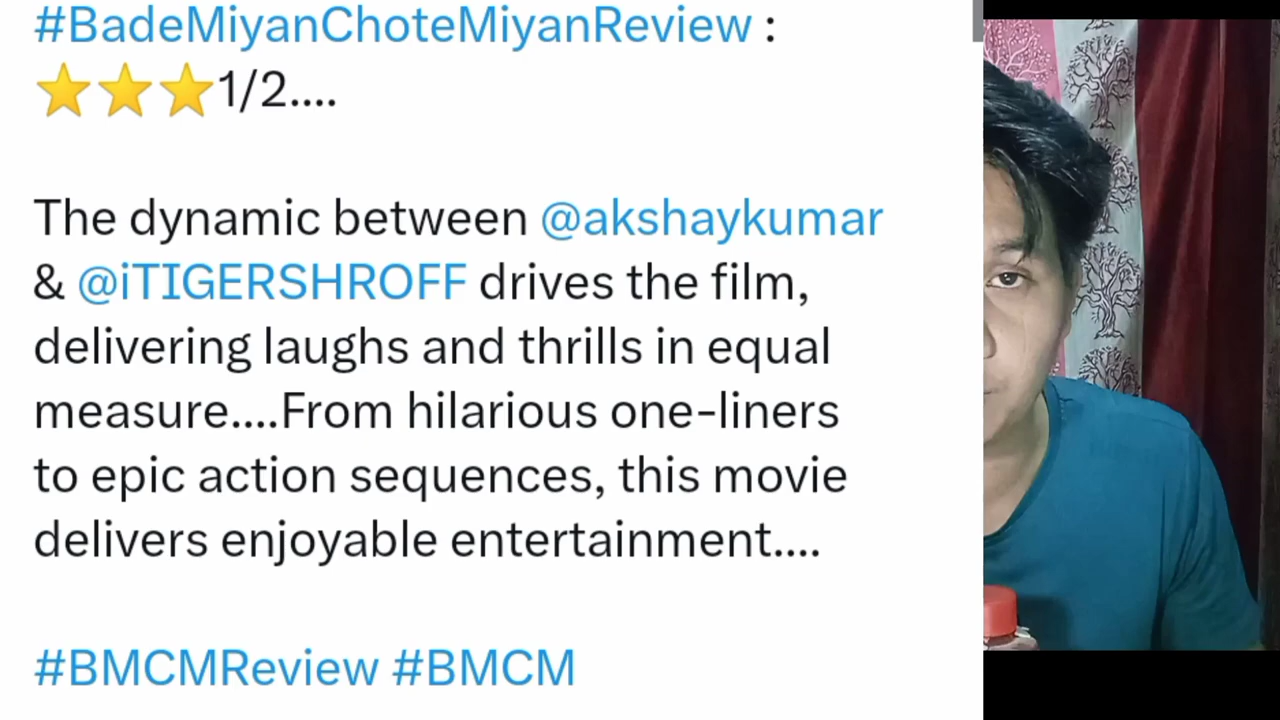 #BadeMiyanChoteMiyanReview :
⭐⭐⭐1/2....
The dynamic between @akshaykumar
& @iTIGERSHROFF drives the film,
delivering laughs and thrills in equal
measure....From hilarious one-liners
to epic action sequences, this movie
delivers enjoyable entertainment....
#BMCMReview #BMCM